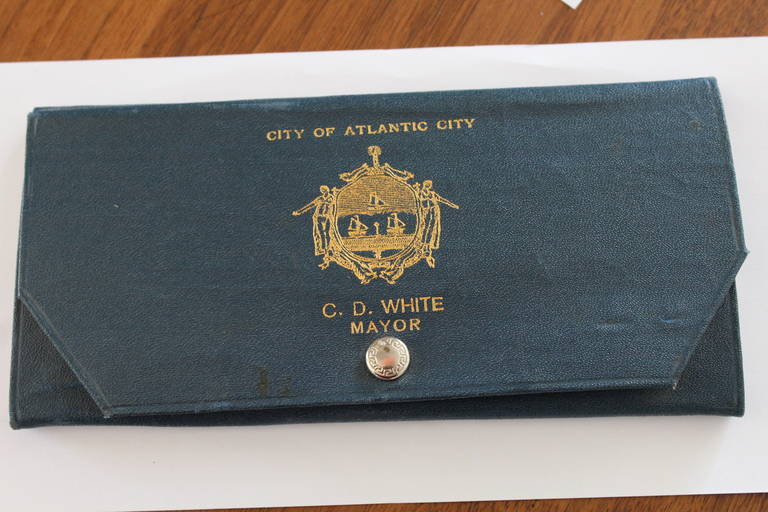 CITY OF ATLANTIC CITY
C. D. WHITE
MAYOR